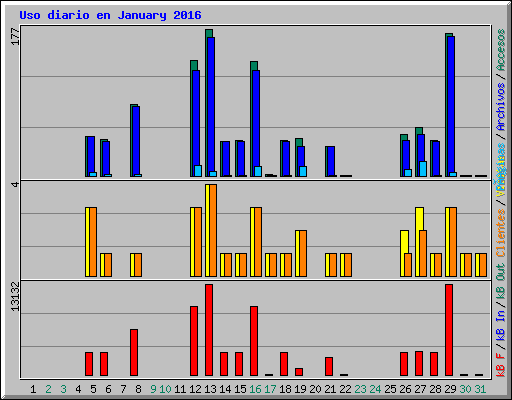 Uso diario en January 2016
177
4
13132
kB F / kB In / kB Out Clientes / Páginas / Archivos / Accesos
1 2 3 4 5 6 7 8 9 10 11 12 13 14 15 16 17 18 19 20 21 22 23 24 25 26 27 28 29 30 31